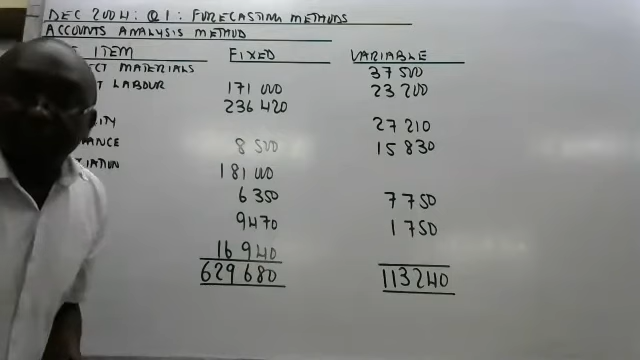 DEC 2004: Q1: FORECASTING METHODS
ACCOUNTS ANALYSIS METHOD
ITEM FIXED VARIABLE
MATERIALS 37 500
LABOUR 171 000 23 200
236 420
27 210
8 500 15 830
181 000
6 350 7 750
9 470 1 750
16 940
629 680 113 240